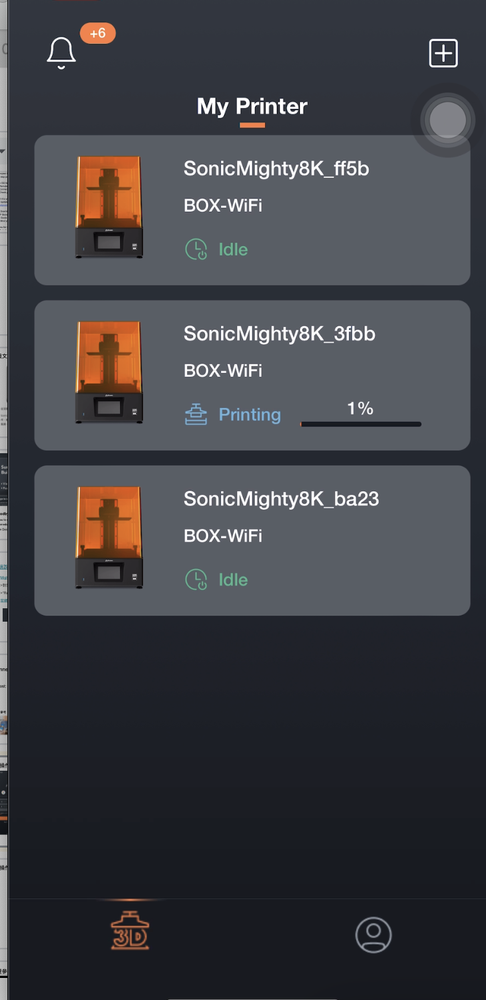 +6
My Printer
SonicMighty8K_ff5b
BOX-WiFi
Idle
SonicMighty8K_3fbb
BOX-WiFi
Printing
1%
SonicMighty8K_ba23
BOX-WiFi
Idle
3D